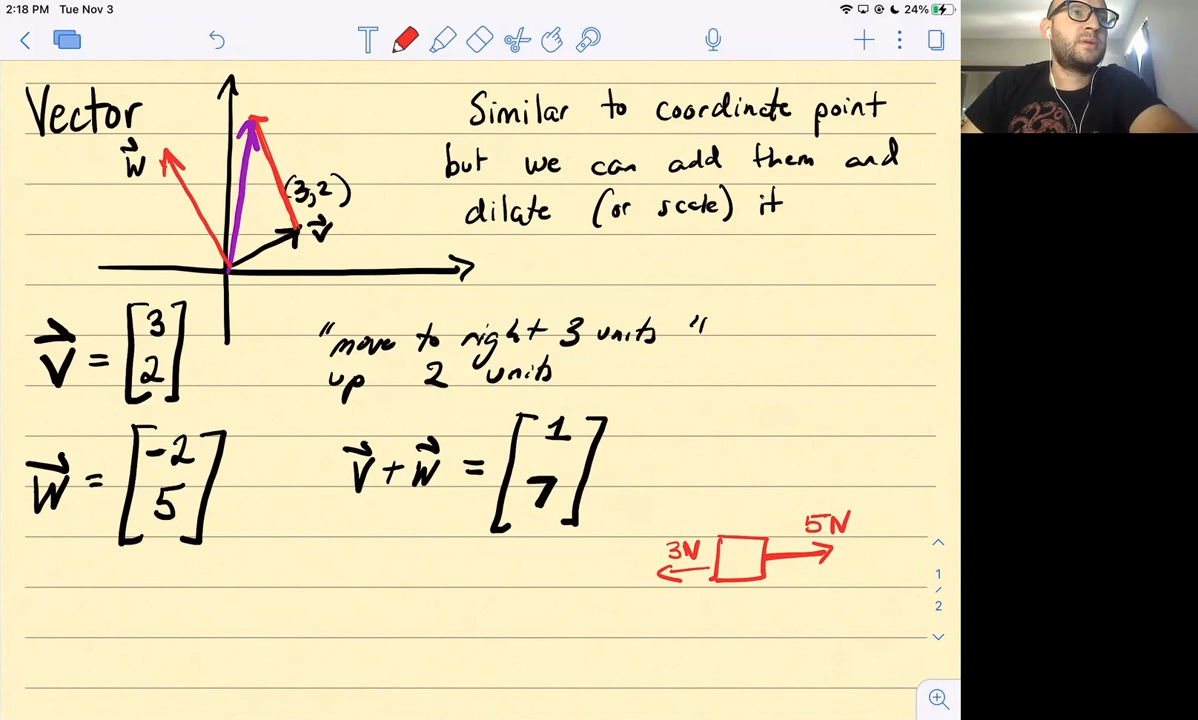 2:18 PM Tue Nov 3
24%
T
Vector
Similar to coordinate point
but we can add them and
dilate (or scale) it
W
(3,2)
V
V = [3
2]
"move to right 3 units"
up 2 units
W = [-2
5]
V + W = [1
7]
3N
5N
1
/
2